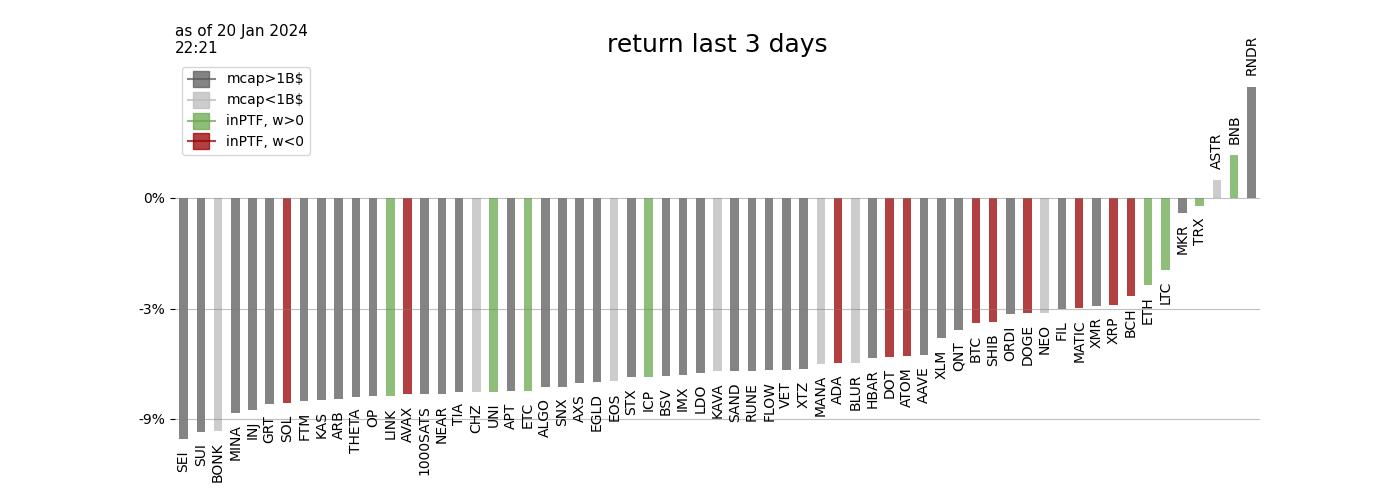 as of 20 Jan 2024
22:21
return last 3 days
mcap>1B$
mcap<1B$
inPTF, w>0
inPTF, w<0
0%
-3%
-9%
SEI
SUI
BONK
MINA
INJ
GRT
SOL
FTM
KAS
ARB
THETA
OP
LINK
AVAX
1000SATS
NEAR
TIA
CHZ
UNI
APT
ETC
ALGO
SNX
AXS
EGLD
EOS
STX
ICP
BSV
IMX
LDO
KAVA
SAND
RUNE
FLOW
VET
XTZ
MANA
ADA
BLUR
HBAR
DOT
ATOM
AAVE
XLM
QNT
BTC
SHIB
ORDI
DOGE
NEO
FIL
MATIC
XMR
XRP
BCH
ETH
LTC
MKR
TRX
ASTR
BNB
RNDR